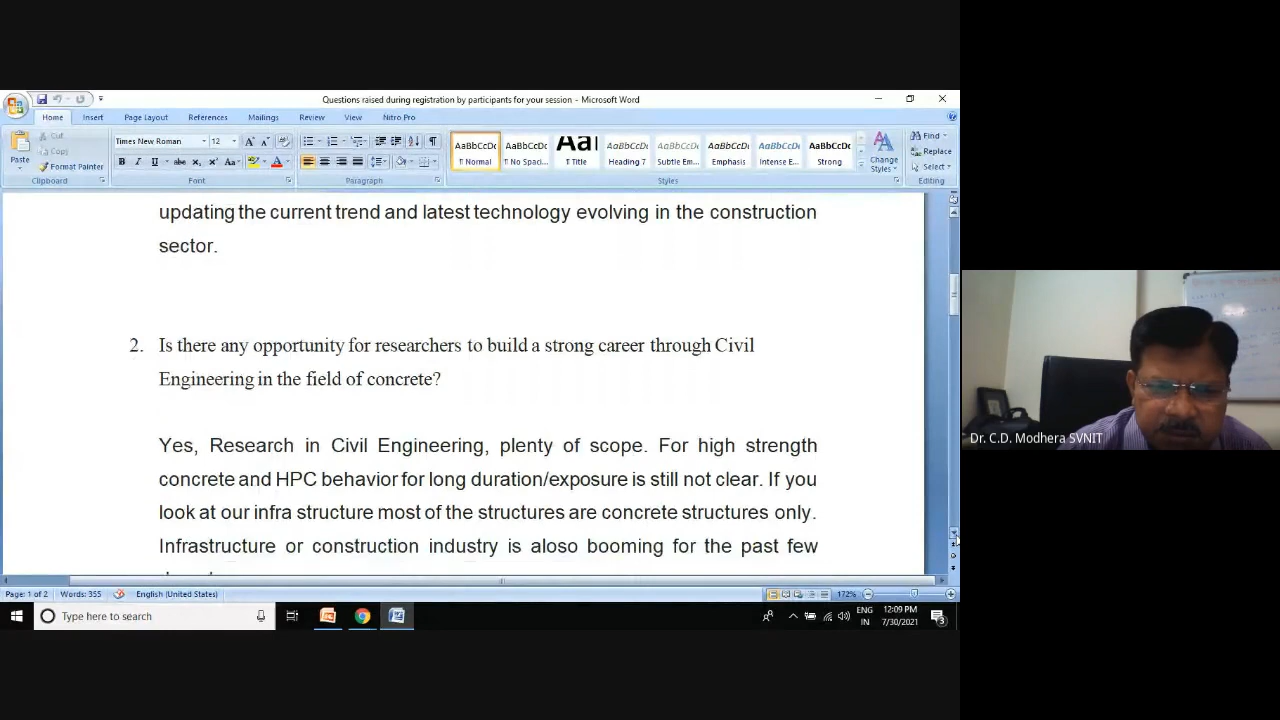 Questions raised during registration by participants for your session - Microsoft Word
Home Insert Page Layout References Mailings Review View Nitro Pro
Cut
Copy
Format Painter
Paste
Clipboard
Times New Roman 12
B I U abc x₂ x² Aa
Font
Paragraph
AaBbCcDc AaBbCcDc AaI AaBbCcDc AaBbCcDc AaBbCcDc AaBbCcDc AaBbCcDc
¶ Normal ¶ No Spaci... ¶ Title Heading 7 Subtle Em... Emphasis Intense E... Strong
Styles
Change
Styles
Find
Replace
Select
Editing
updating the current trend and latest technology evolving in the construction
sector.
2. Is there any opportunity for researchers to build a strong career through Civil
Engineering in the field of concrete?
Yes, Research in Civil Engineering, plenty of scope. For high strength
concrete and HPC behavior for long duration/exposure is still not clear. If you
look at our infra structure most of the structures are concrete structures only.
Infrastructure or construction industry is aloso booming for the past few
Page: 1 of 2 Words: 355 English (United States) 172%
Type here to search
ENG
IN
12:09 PM
7/30/2021
3
Dr. C.D. Modhera SVNIT